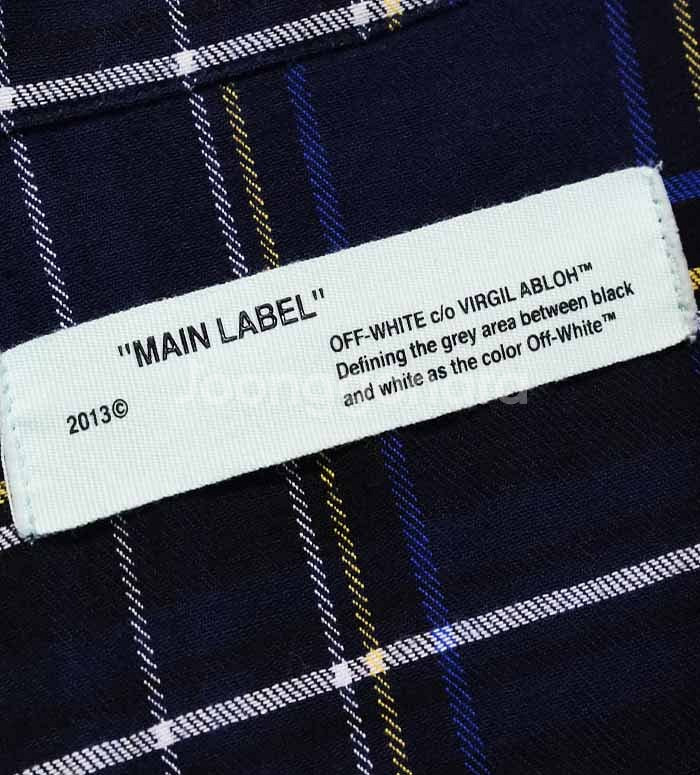 "MAIN LABEL"
2013©
OFF-WHITE c/o VIRGIL ABLOH™
Defining the grey area between black
and white as the color Off-White™